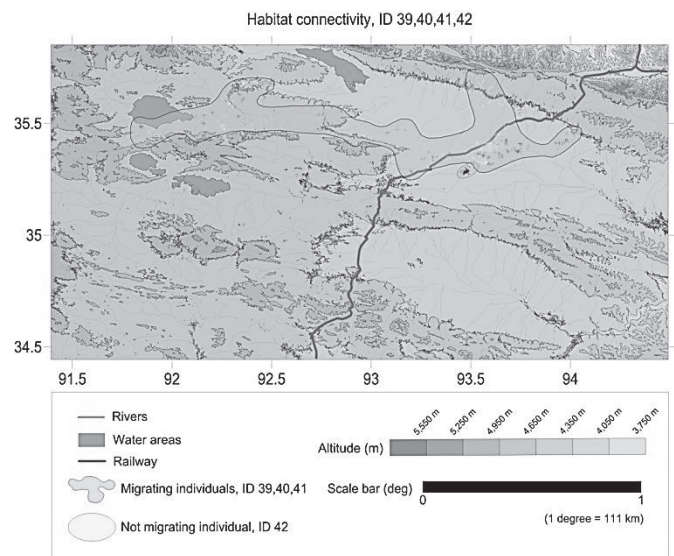 Habitat connectivity, ID 39,40,41,42
35.5
35
34.5
91.5 92 92.5 93 93.5 94
Rivers
Water areas
Railway
Migrating individuals, ID 39,40,41
Not migrating individual, ID 42
5,550 m 5,250 m 4,950 m 4,650 m 4,350 m 4,050 m 3,750 m
Altitude (m)
Scale bar (deg)
0 1
(1 degree = 111 km)